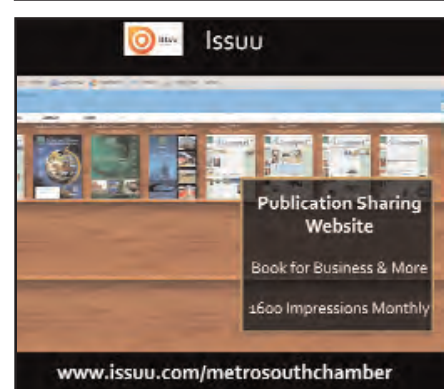 Issuu
Publication Sharing
Website
Book for Business & More
1600 Impressions Monthly
www.issuu.com/metrosouthchamber